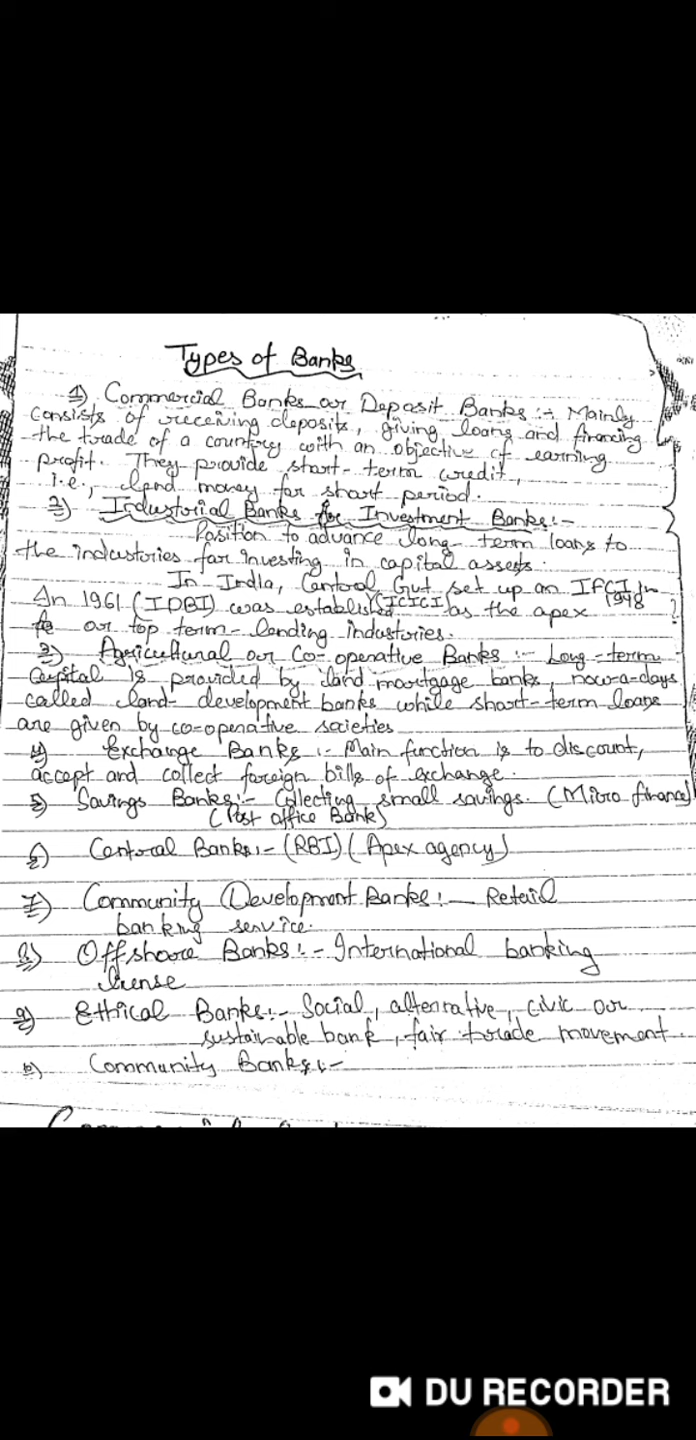 Types of Banks
1) Commercial Banks or Deposit Banks :- Mainly
consists of receiving deposits, giving loans and financing
the trade of a country with an objective of earning
profit. They provide short-term credit,
i.e., lend money for short period.
2) Industrial Banks or Investment Banks:-
Position to advance long-term loans to
the industories for investing in capital assets.
In India, Central Gvt set up an IFCI in
1948
In 1961 (IDBI) was established (ICICI) as the apex
or top term-lending industories.
3) Agricultural or Co-operative Banks :- Long-term
Capital is provided by land mortgage banks, now-a-days
called land-development banks while short-term loans
are given by co-operative societies
4) Exchange Banks :- Main function is to discount,
accept and collect foreign bills of exchange.
5) Savings Banks:- Collecting small savings. (Micro finance)
(Post office Bank)
6) Central Banks:- (RBI) (Apex agency)
7) Community Development Banks:- Retail
banking service.
8) Offshore Banks:- International banking
license
9) Ethical Banks:- Social, alternative, civic or
sustainable bank, fair trade movement.
10) Community Banks:-
DU RECORDER